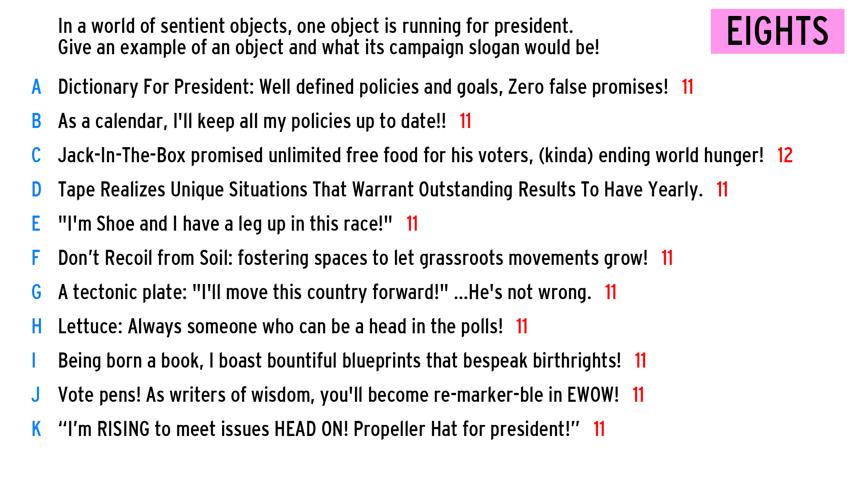 In a world of sentient objects, one object is running for president.
Give an example of an object and what its campaign slogan would be!
EIGHTS
A Dictionary For President: Well defined policies and goals, Zero false promises! 11
B As a calendar, I'll keep all my policies up to date!! 11
C Jack-In-The-Box promised unlimited free food for his voters, (kinda) ending world hunger! 12
D Tape Realizes Unique Situations That Warrant Outstanding Results To Have Yearly. 11
E "I'm Shoe and I have a leg up in this race!" 11
F Don’t Recoil from Soil: fostering spaces to let grassroots movements grow! 11
G A tectonic plate: "I'll move this country forward!" ...He's not wrong. 11
H Lettuce: Always someone who can be a head in the polls! 11
I Being born a book, I boast bountiful blueprints that bespeak birthrights! 11
J Vote pens! As writers of wisdom, you'll become re-marker-ble in EWOW! 11
K “I’m RISING to meet issues HEAD ON! Propeller Hat for president!” 11